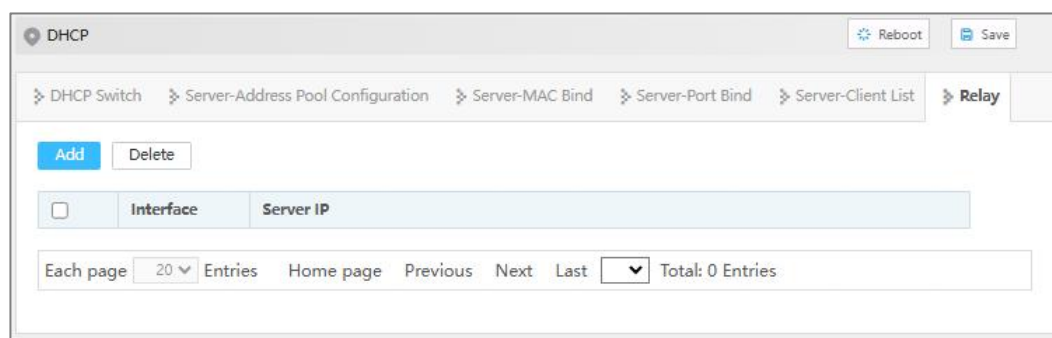 DHCP Reboot Save
DHCP Switch Server-Address Pool Configuration Server-MAC Bind Server-Port Bind Server-Client List Relay
Add Delete
Interface Server IP
Each page 20 Entries Home page Previous Next Last Total: 0 Entries